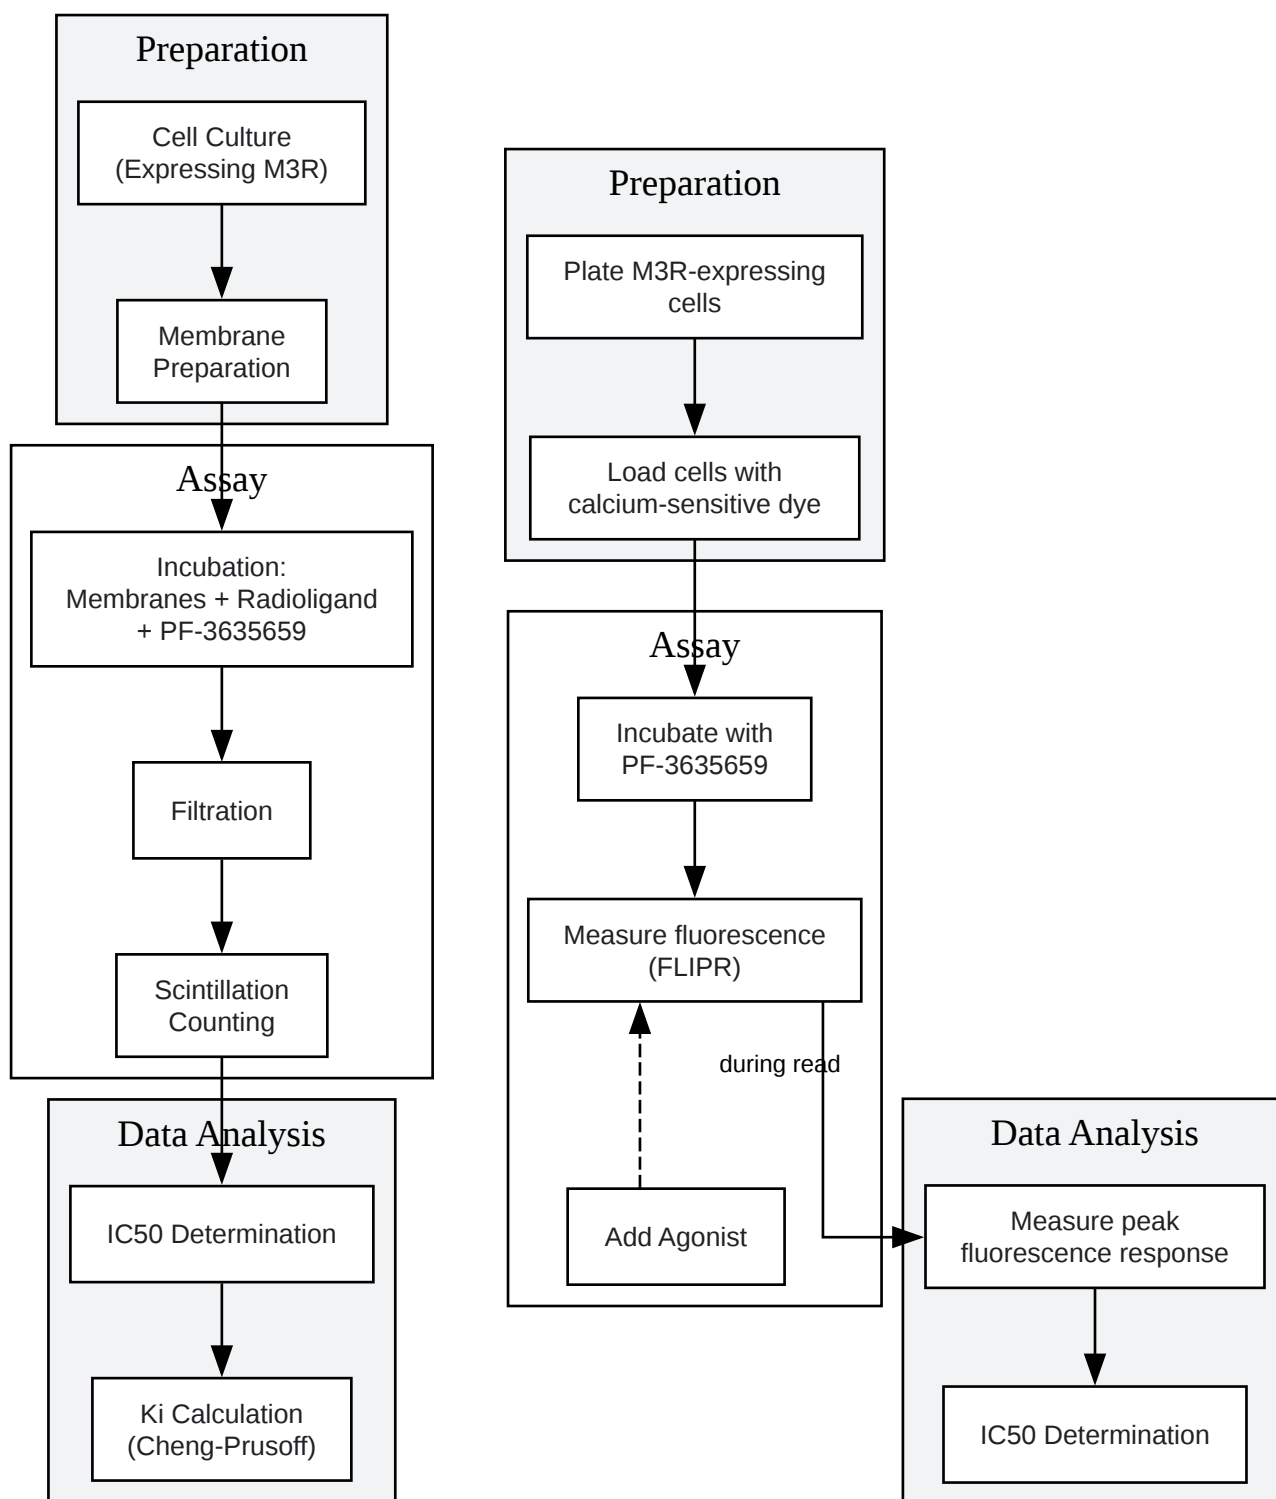 Preparation
Cell Culture
(Expressing M3R)
Membrane
Preparation
Assay
Incubation:
Membranes + Radioligand
+ PF-3635659
Filtration
Scintillation
Counting
Data Analysis
IC50 Determination
Ki Calculation
(Cheng-Prusoff)
Preparation
Plate M3R-expressing
cells
Load cells with
calcium-sensitive dye
Assay
Incubate with
PF-3635659
Measure fluorescence
(FLIPR)
during read
Add Agonist
Data Analysis
Measure peak
fluorescence response
IC50 Determination